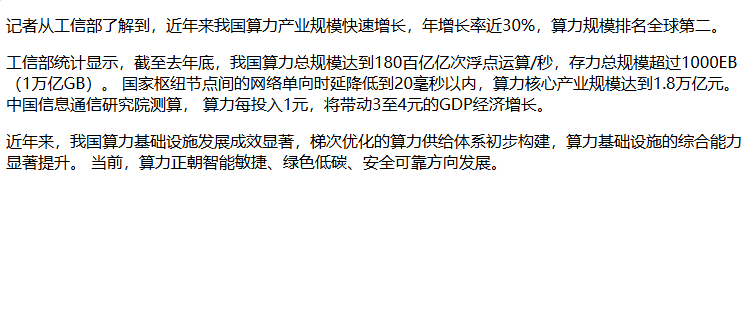 记者从工信部了解到，近年来我国算力产业规模快速增长，年增长率近30%，算力规模排名全球第二。
工信部统计显示，截至去年底，我国算力总规模达到180百亿亿次浮点运算/秒，存力总规模超过1000EB
（1万亿GB）。 国家枢纽节点间的网络单向时延降低到20毫秒以内，算力核心产业规模达到1.8万亿元。
中国信息通信研究院测算， 算力每投入1元，将带动3至4元的GDP经济增长。
近年来，我国算力基础设施发展成效显著，梯次优化的算力供给体系初步构建，算力基础设施的综合能力
显著提升。 当前，算力正朝智能敏捷、绿色低碳、安全可靠方向发展。